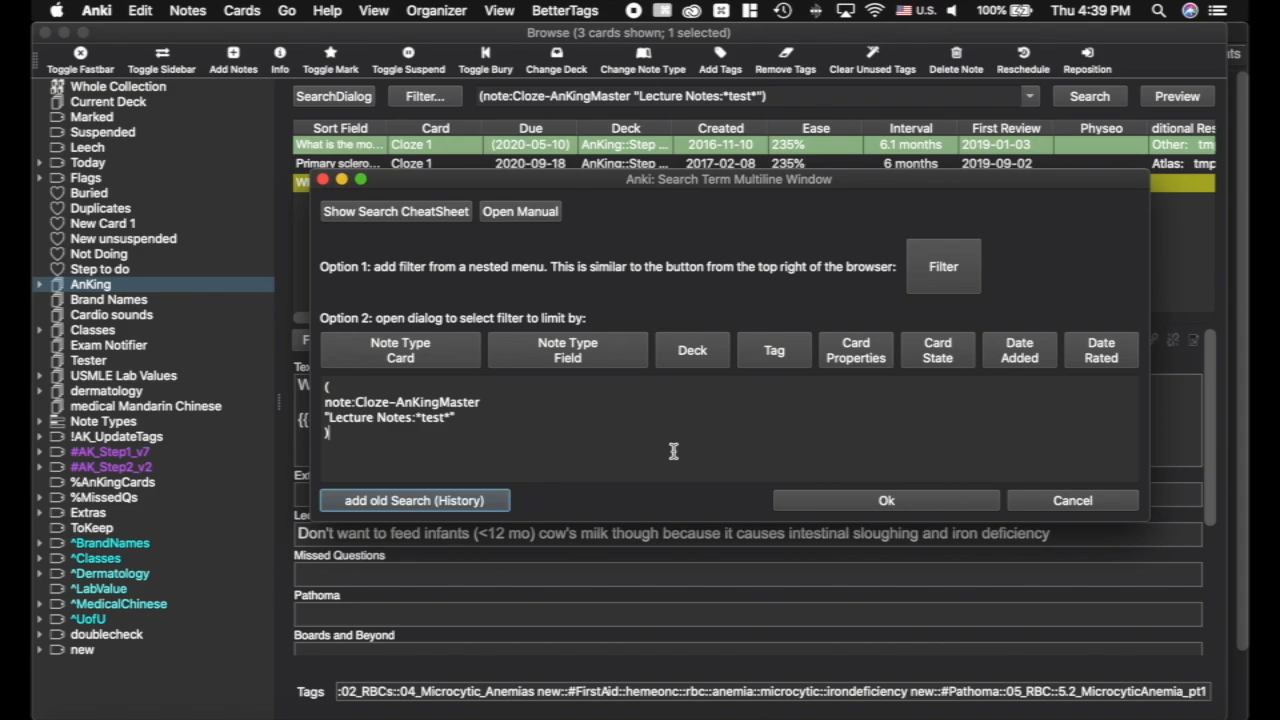 Anki Edit Notes Cards Go Help View Organizer View BetterTags U.S. 100% Thu 4:39 PM
Browse (3 cards shown; 1 selected)
Toggle Fastbar Toggle Sidebar Add Notes Info Toggle Mark Toggle Suspend Toggle Bury Change Deck Change Note Type Add Tags Remove Tags Clear Unused Tags Delete Note Reschedule Reposition
nts
Whole Collection
Current Deck
Marked
Suspended
Leech
Today
Flags
Buried
Duplicates
New Card 1
New unsuspended
Not Doing
Step to do
AnKing
Brand Names
Cardio sounds
Classes
Exam Notifier
Tester
USMLE Lab Values
dermatology
medical Mandarin Chinese
Note Types
!AK_UpdateTags
#AK_Step1_v7
#AK_Step2_v2
%AnKingCards
%MissedQs
Extras
ToKeep
^BrandNames
^Classes
^Dermatology
^LabValue
^MedicalChinese
^UofU
doublecheck
new
SearchDialog Filter... (note:Cloze-AnKingMaster "Lecture Notes:*test*") Search Preview
Sort Field Card Due Deck Created Ease Interval First Review Physeo ditional Res
What is the mo... Cloze 1 (2020-05-10) AnKing::Step ... 2016-11-10 235% 6.1 months 2019-01-03 Other: tmp
Primary sclero... Cloze 1 2020-09-18 AnKing::Step ... 2017-02-08 235% 6 months 2019-09-02 Atlas: tmp
Anki: Search Term Multiline Window
Show Search CheatSheet Open Manual
Option 1: add filter from a nested menu. This is similar to the button from the top right of the browser: Filter
Option 2: open dialog to select filter to limit by:
Note Type Card Note Type Field Deck Tag Card Properties Card State Date Added Date Rated
(
note:Cloze-AnKingMaster
"Lecture Notes:*test*"
)
add old Search (History) Ok Cancel
F
Te
W
{{
Ext
Le
Don't want to feed infants (<12 mo) cow's milk though because it causes intestinal sloughing and iron deficiency
Missed Questions
Pathoma
Boards and Beyond
Tags :02_RBCs::04_Microcytic_Anemias new::#FirstAid::hemeonc::rbc::anemia::microcytic::irondeficiency new::#Pathoma::05_RBC::5.2_MicrocyticAnemia_pt1